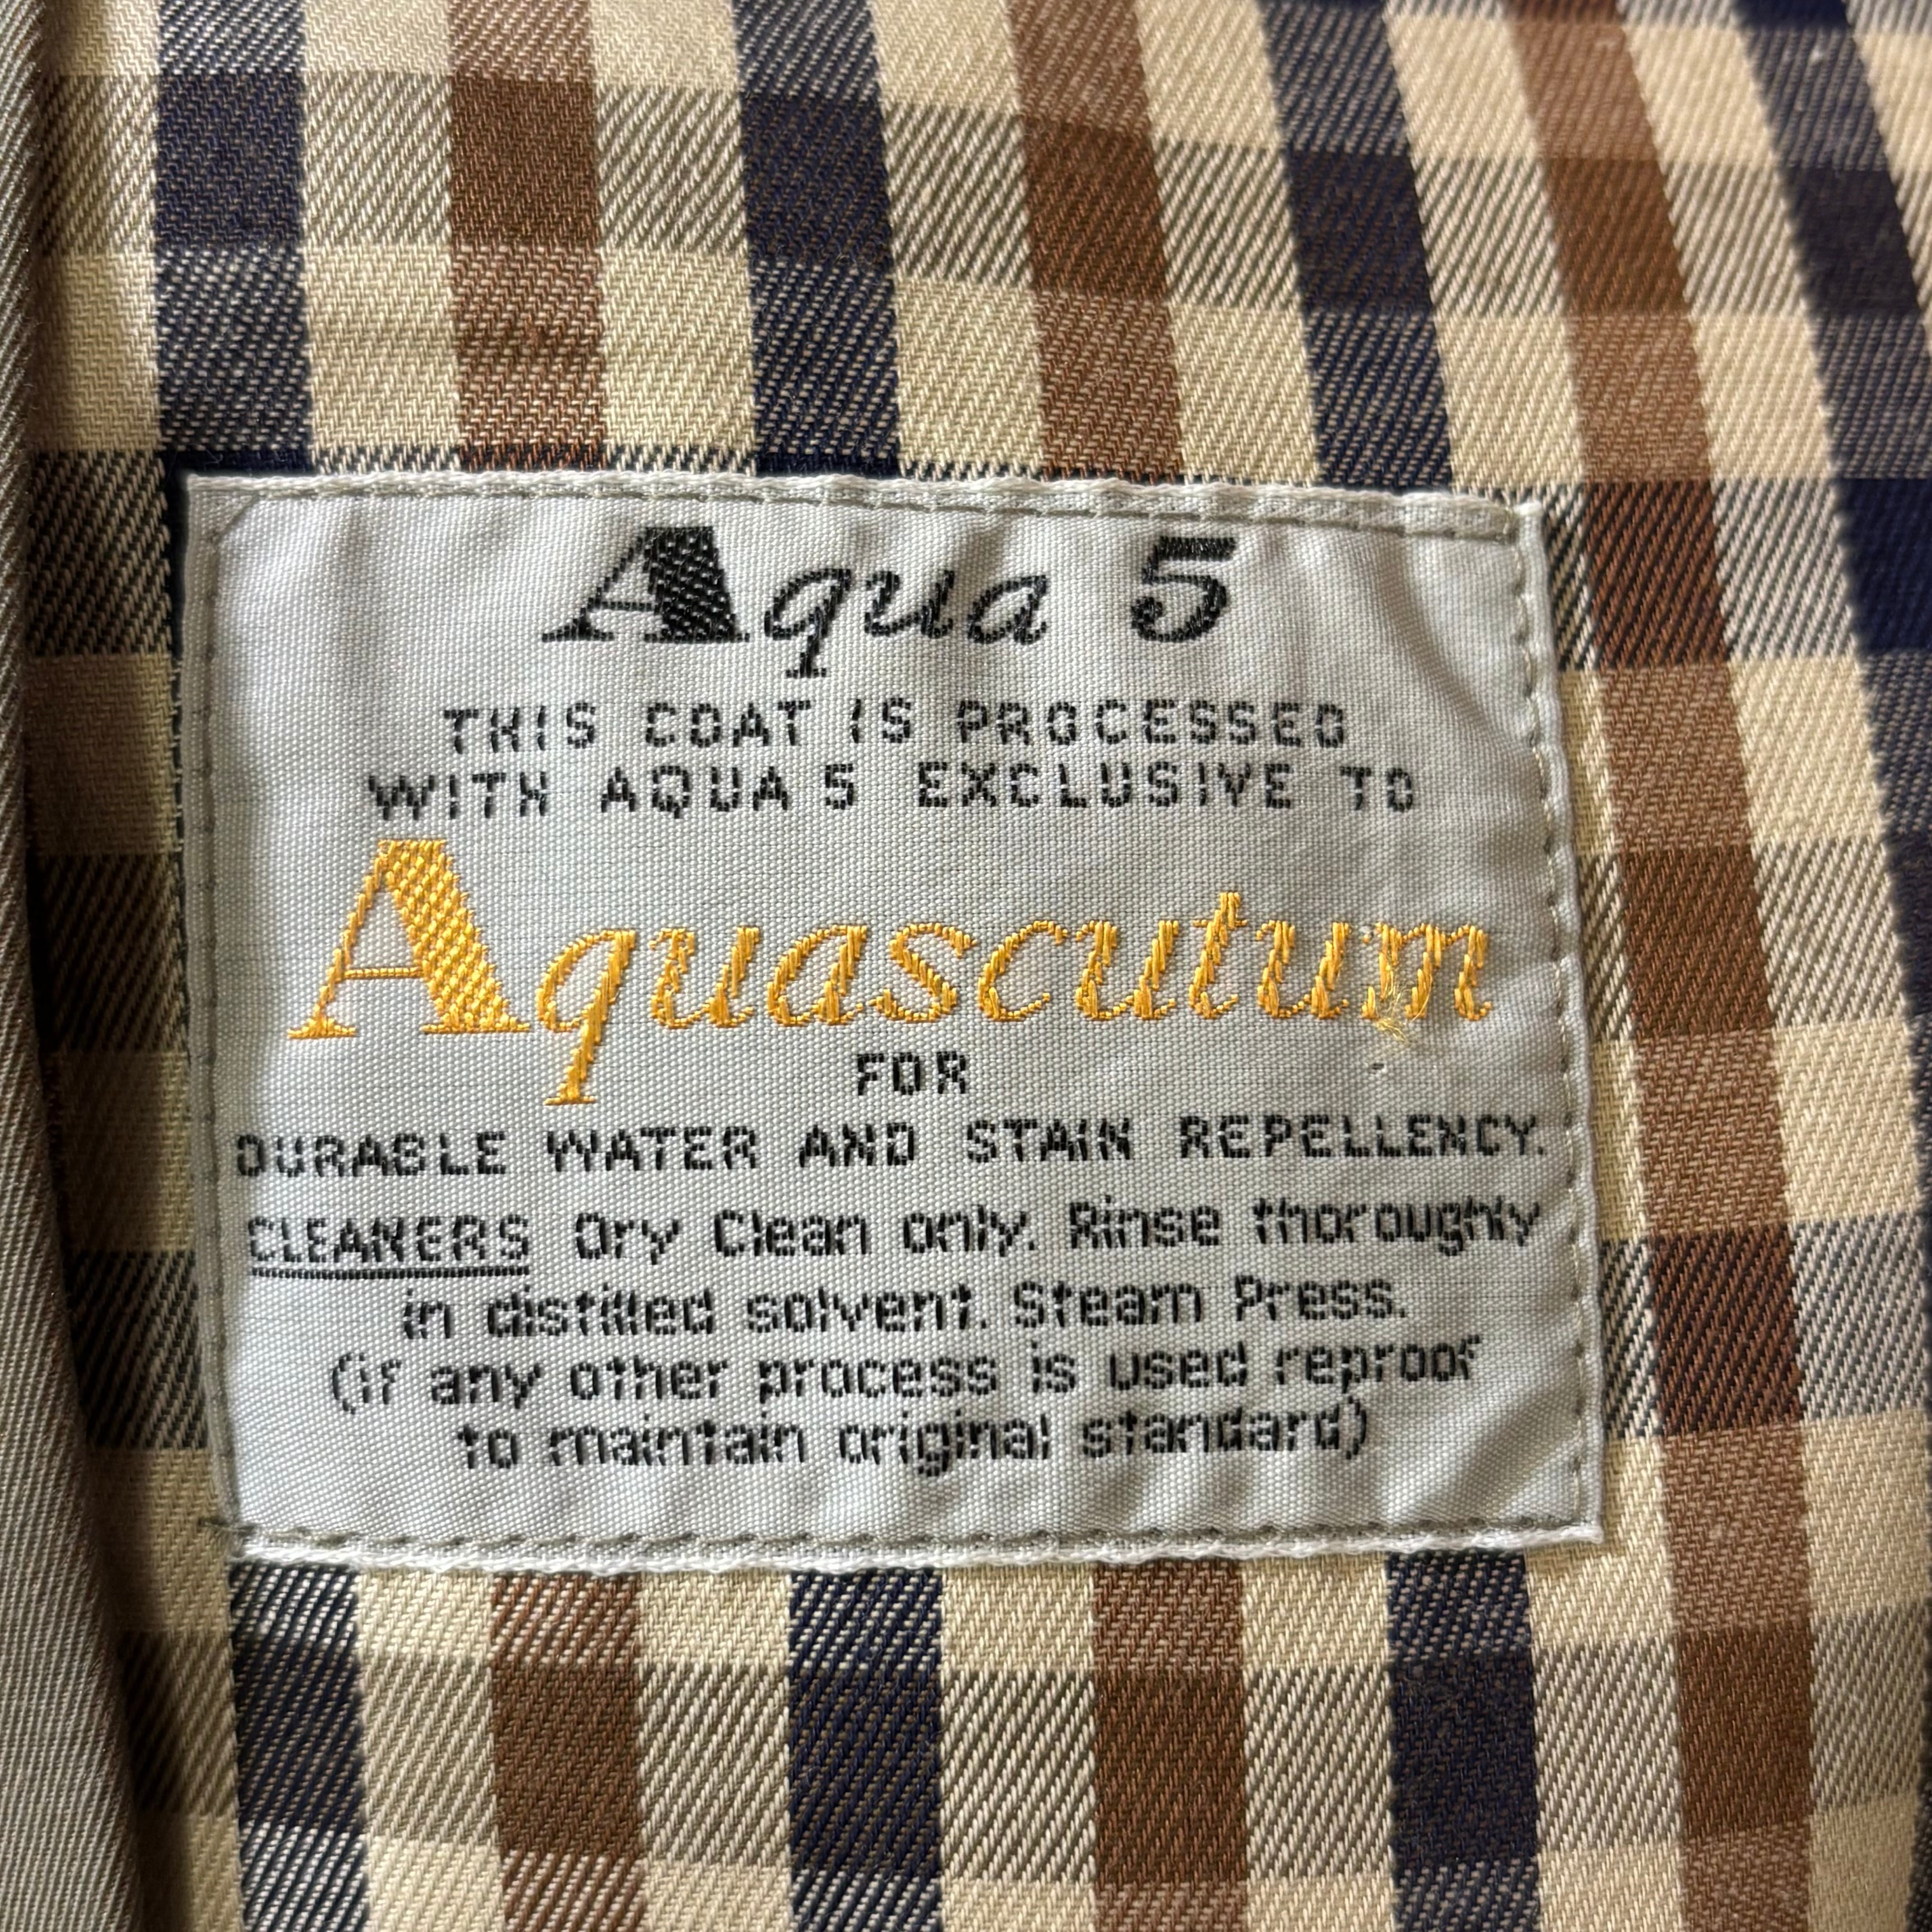 Aqua 5
THIS COAT IS PROCESSED
WITH AQUA 5 EXCLUSIVE TO
Aquascutum
FOR
DURABLE WATER AND STAIN REPELLENCY.
CLEANERS Dry Clean only. Rinse thoroughly
in distilled solvent. Steam Press.
(if any other process is used reproof
to maintain original standard)